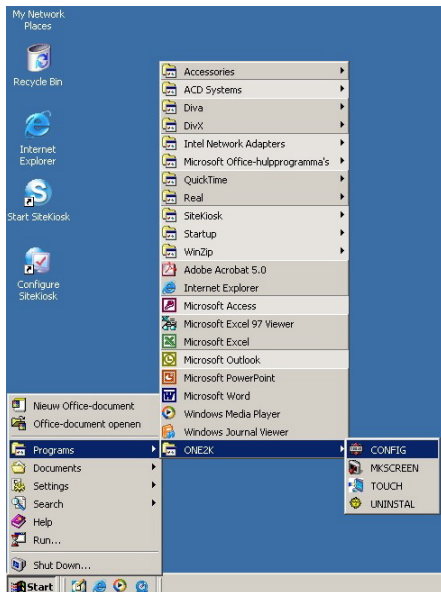 My Network
Places
Recycle Bin
Internet
Explorer
Start SiteKiosk
Configure
SiteKiosk
Accessories
ACD Systems
Diva
DivX
Intel Network Adapters
Microsoft Office-hulpprogramma's
QuickTime
Real
SiteKiosk
Startup
WinZip
Adobe Acrobat 5.0
Internet Explorer
Microsoft Access
Microsoft Excel 97 Viewer
Microsoft Excel
Microsoft Outlook
Microsoft PowerPoint
Microsoft Word
Windows Media Player
Windows Journal Viewer
ONE2K
Nieuw Office-document
Office-document openen
Programs
Documents
Settings
Search
Help
Run...
Shut Down...
CONFIG
MKSCREEN
TOUCH
UNINSTAL
Start